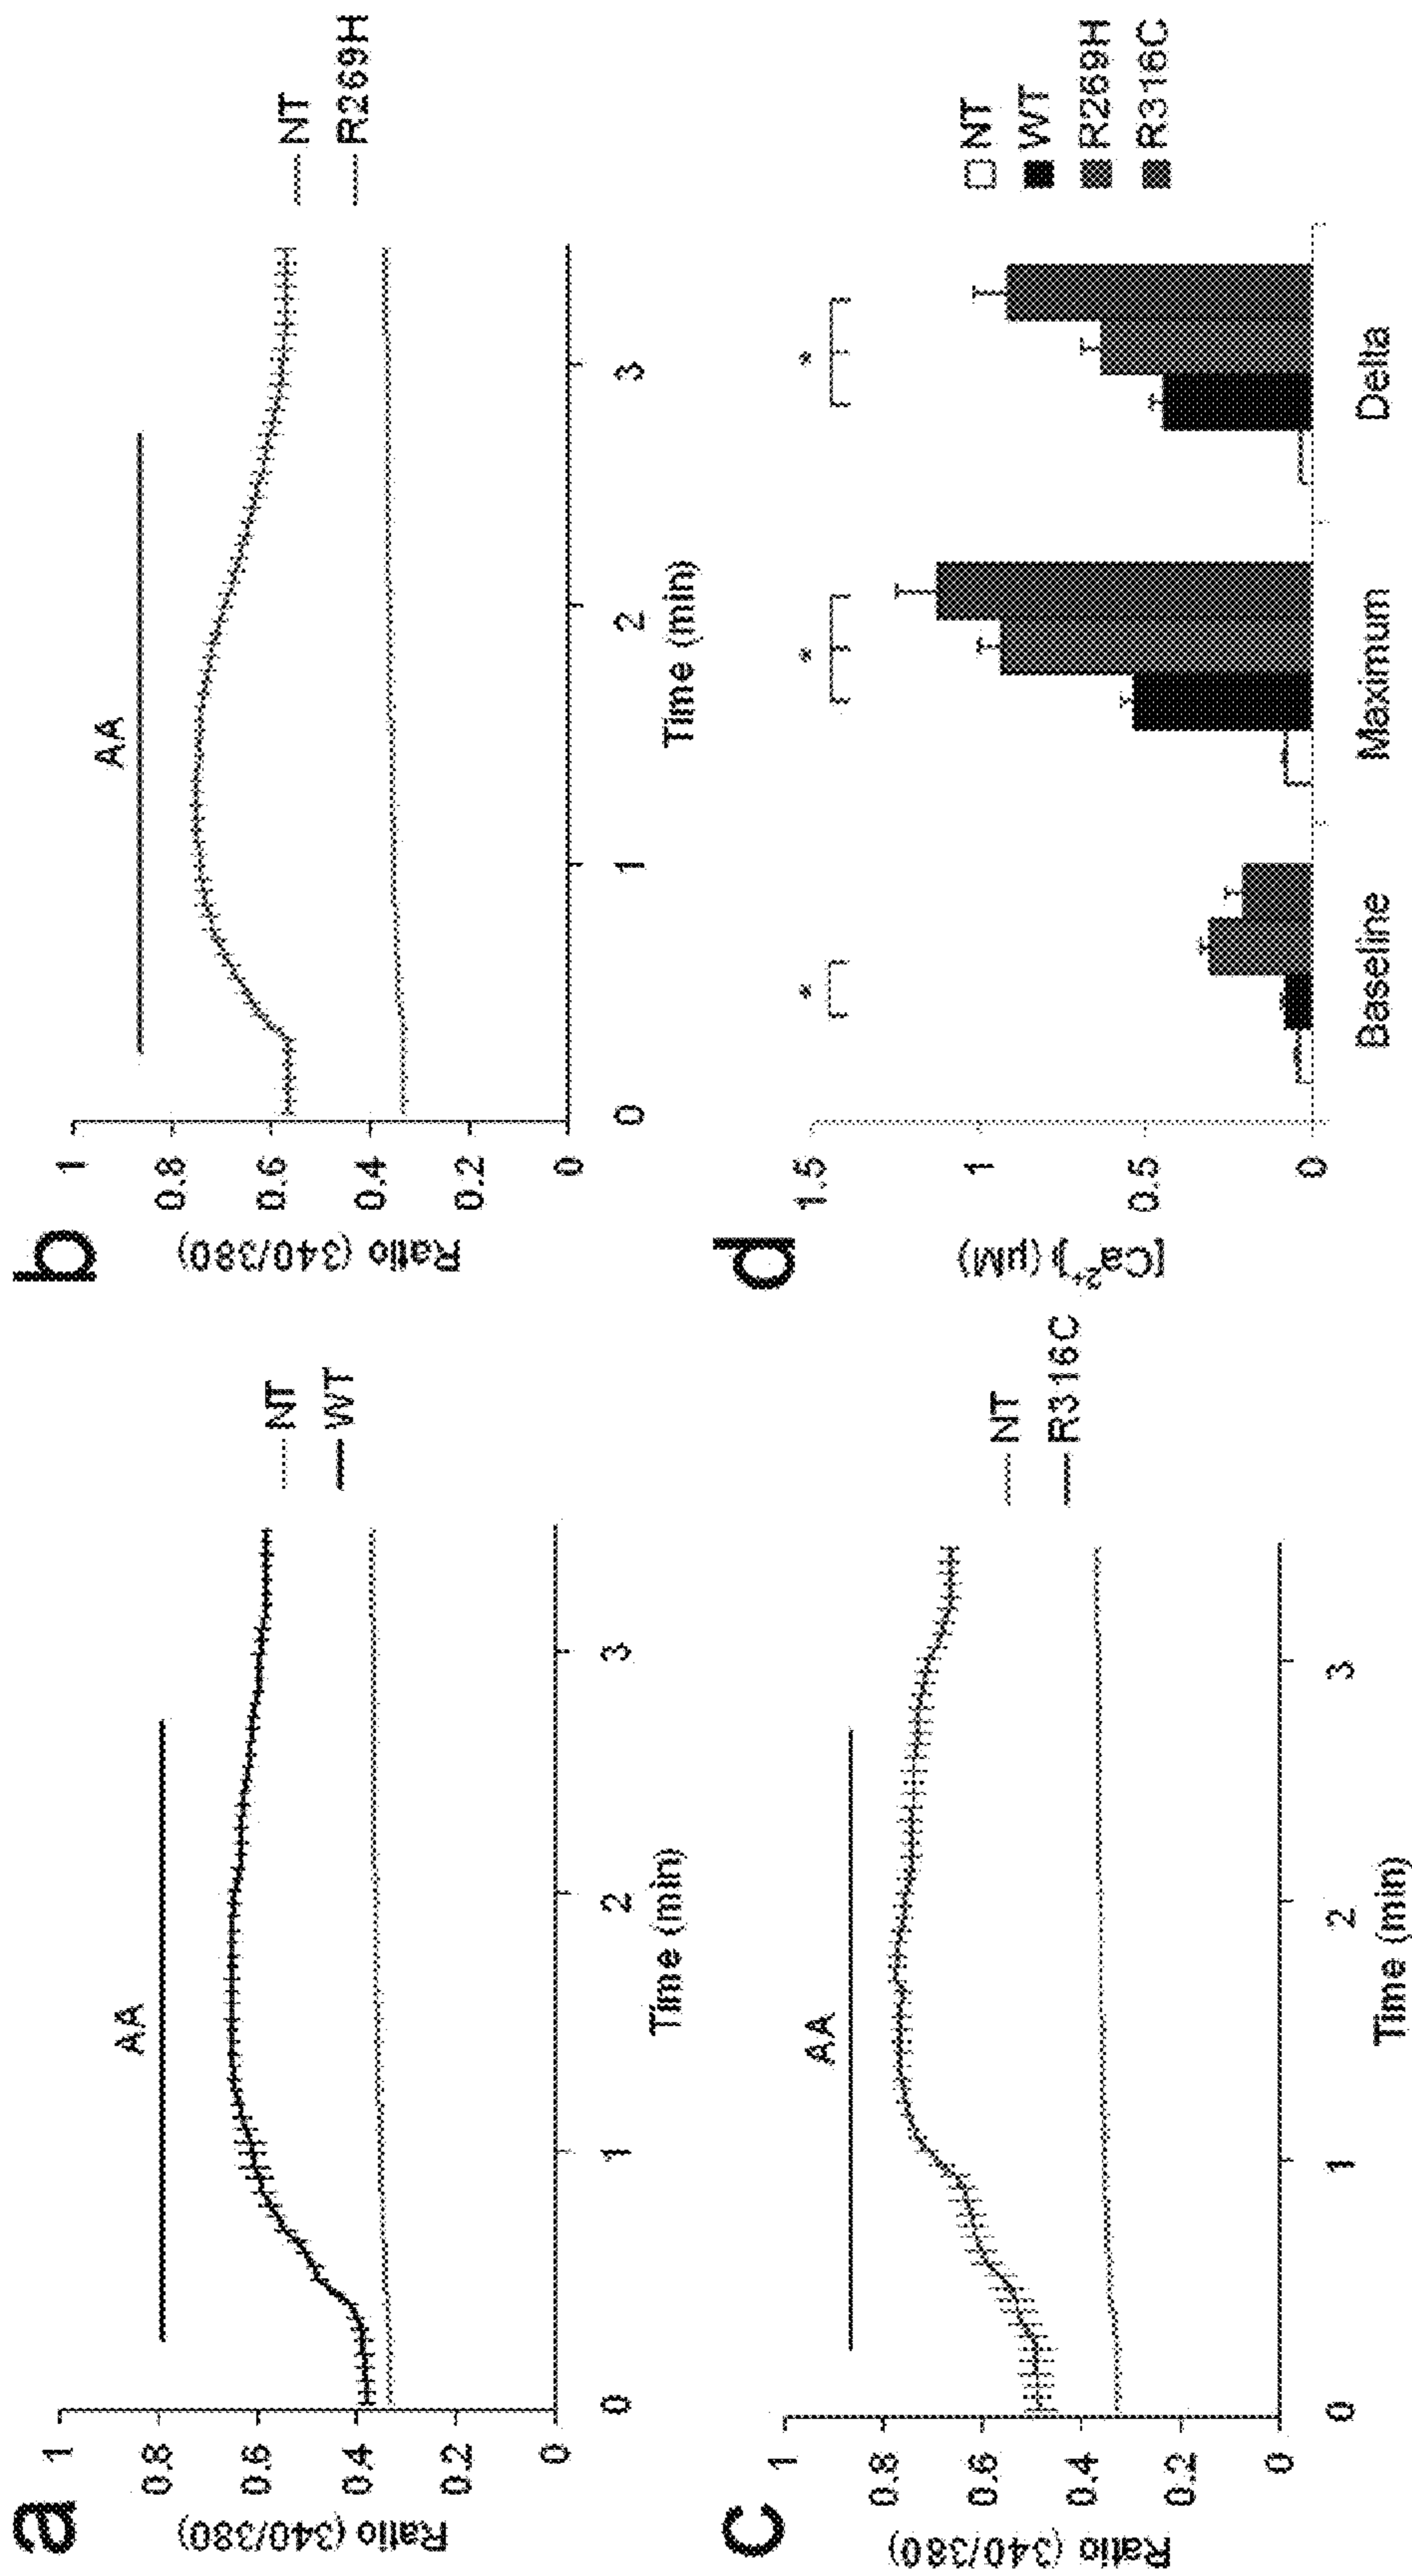 a
Ratio (340/380)
1
0.8
0.6
0.4
0.2
0
AA
0
1
2
3
Time (min)
NT
WT
b
Ratio (340/380)
1
0.8
0.6
0.4
0.2
0
AA
0
1
2
3
Time (min)
NT
R269H
c
Ratio (340/380)
1
0.8
0.6
0.4
0.2
0
AA
0
1
2
3
Time (min)
NT
R316C
d
[Ca²⁺]ᵢ (µM)
1.5
1
0.5
0
*
*
*
Baseline
Maximum
Delta
NT
WT
R269H
R316C